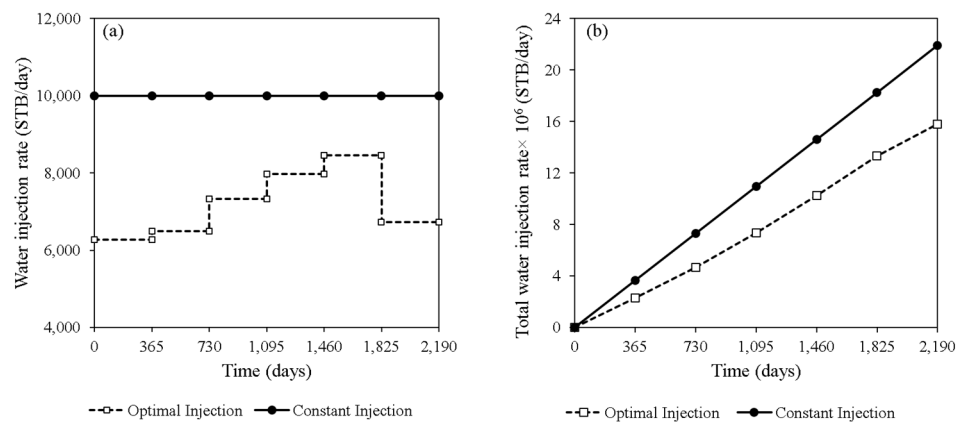 (a)
Water injection rate (STB/day)
12,000
10,000
8,000
6,000
4,000
0 365 730 1,095 1,460 1,825 2,190
Time (days)
Optimal Injection Constant Injection
(b)
Total water injection rate× 10⁶ (STB/day)
24
20
16
12
8
4
0
0 365 730 1,095 1,460 1,825 2,190
Time (days)
Optimal Injection Constant Injection